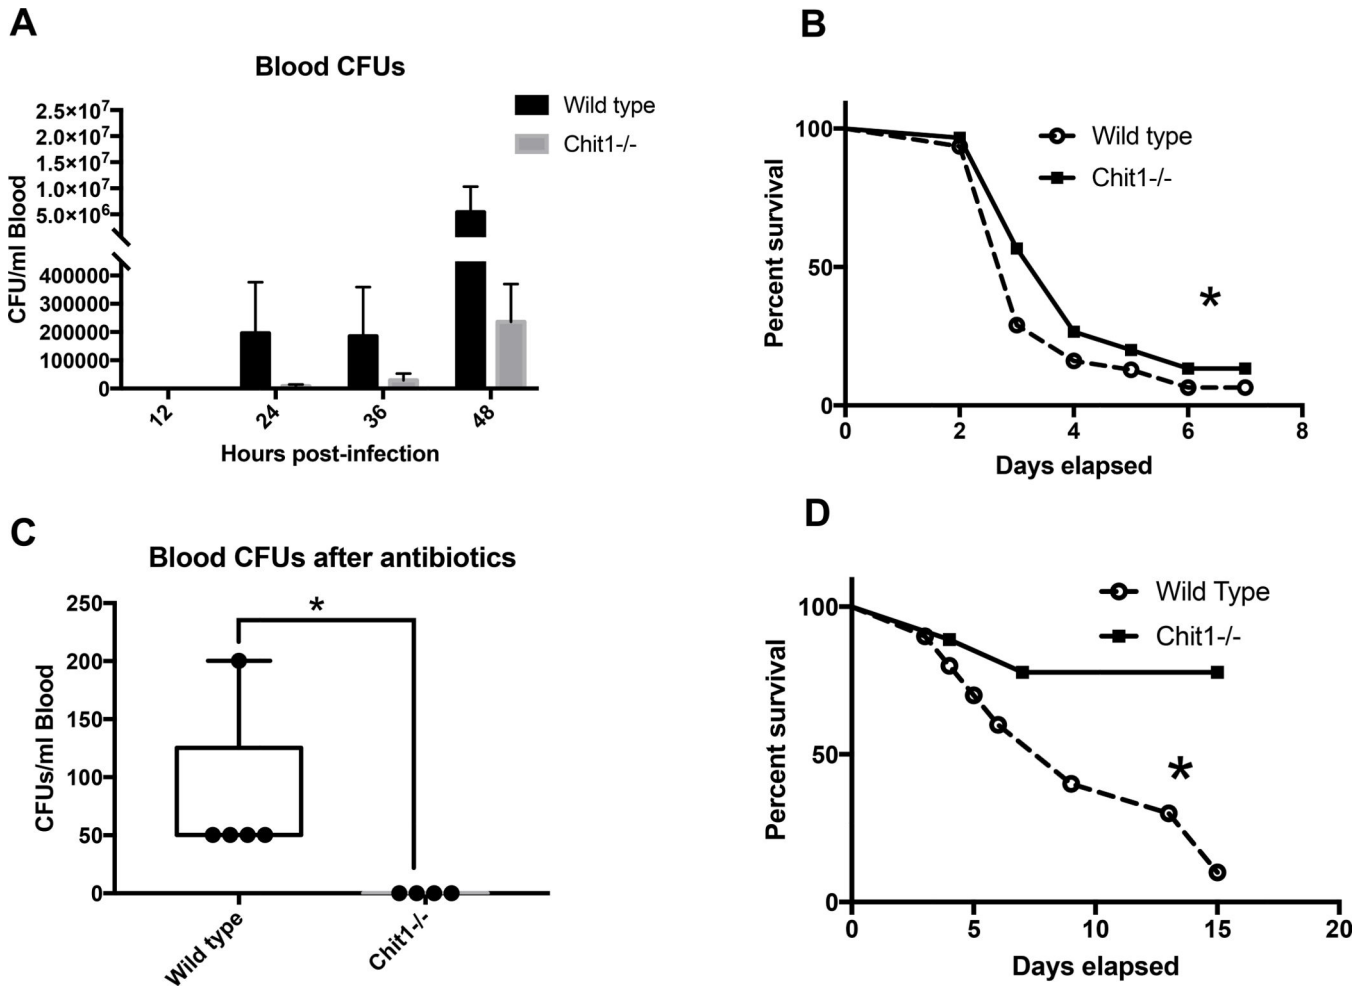 A
Blood CFUs
Wild type
Chit1-/-
CFU/ml Blood
2.5×10⁷
2.0×10⁷
1.5×10⁷
1.0×10⁷
5.0×10⁶
400000
300000
200000
100000
0
12
24
36
48
Hours post-infection
B
Wild type
Chit1-/-
Percent survival
100
50
0
*
0 2 4 6 8
Days elapsed
C
Blood CFUs after antibiotics
CFUs/ml Blood
250
200
150
100
50
0
*
Wild type
Chit1-/-
D
Wild Type
Chit1-/-
Percent survival
100
50
0
*
0 5 10 15 20
Days elapsed